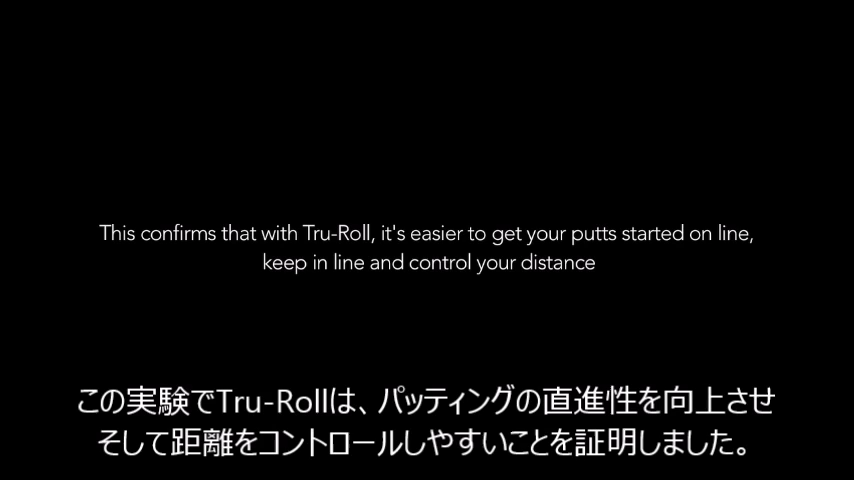 This confirms that with Tru-Roll, it's easier to get your putts started on line,
keep in line and control your distance
この実験でTru-Rollは、パッティングの直進性を向上させ
そして距離をコントロールしやすいことを証明しました。